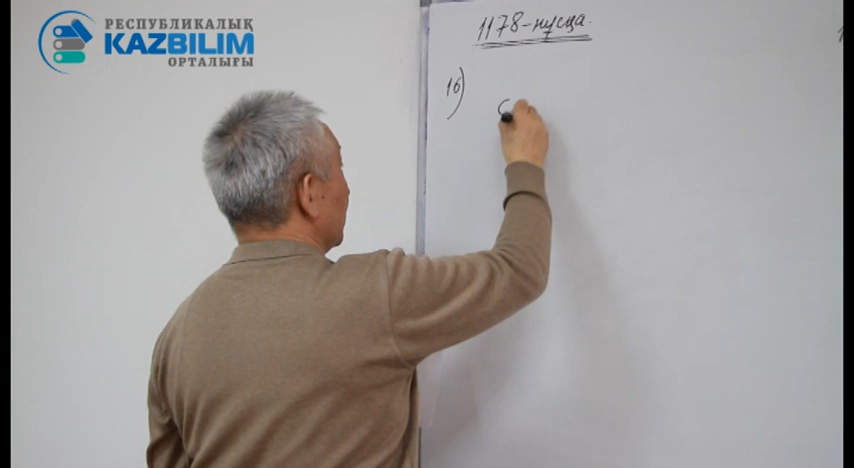 РЕСПУБЛИКАЛЫҚ
KAZBILIM
ОРТАЛЫҒЫ
1178-нұсқа.
16)